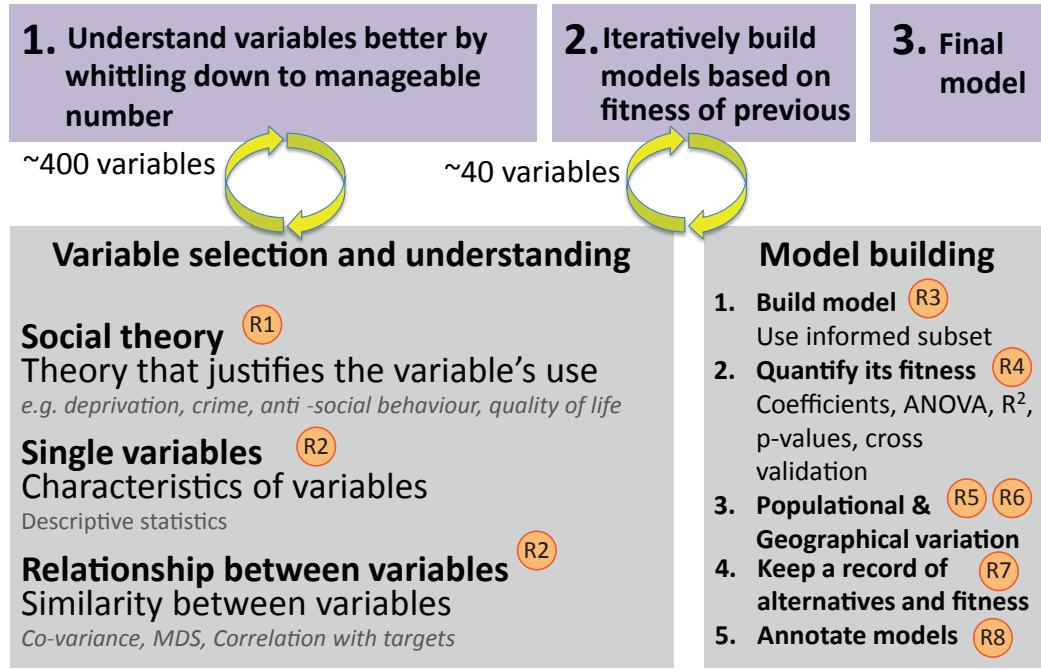 1. Understand variables better by
whittling down to manageable
number
2. Iteratively build
models based on
fitness of previous
3. Final
model
~400 variables
~40 variables
Variable selection and understanding
Social theory R1
Theory that justifies the variable's use
e.g. deprivation, crime, anti -social behaviour, quality of life
Single variables R2
Characteristics of variables
Descriptive statistics
Relationship between variables R2
Similarity between variables
Co-variance, MDS, Correlation with targets
Model building
1. Build model R3
Use informed subset
2. Quantify its fitness R4
Coefficients, ANOVA, R²,
p-values, cross
validation
3. Populational & R5 R6
Geographical variation
4. Keep a record of R7
alternatives and fitness
5. Annotate models R8